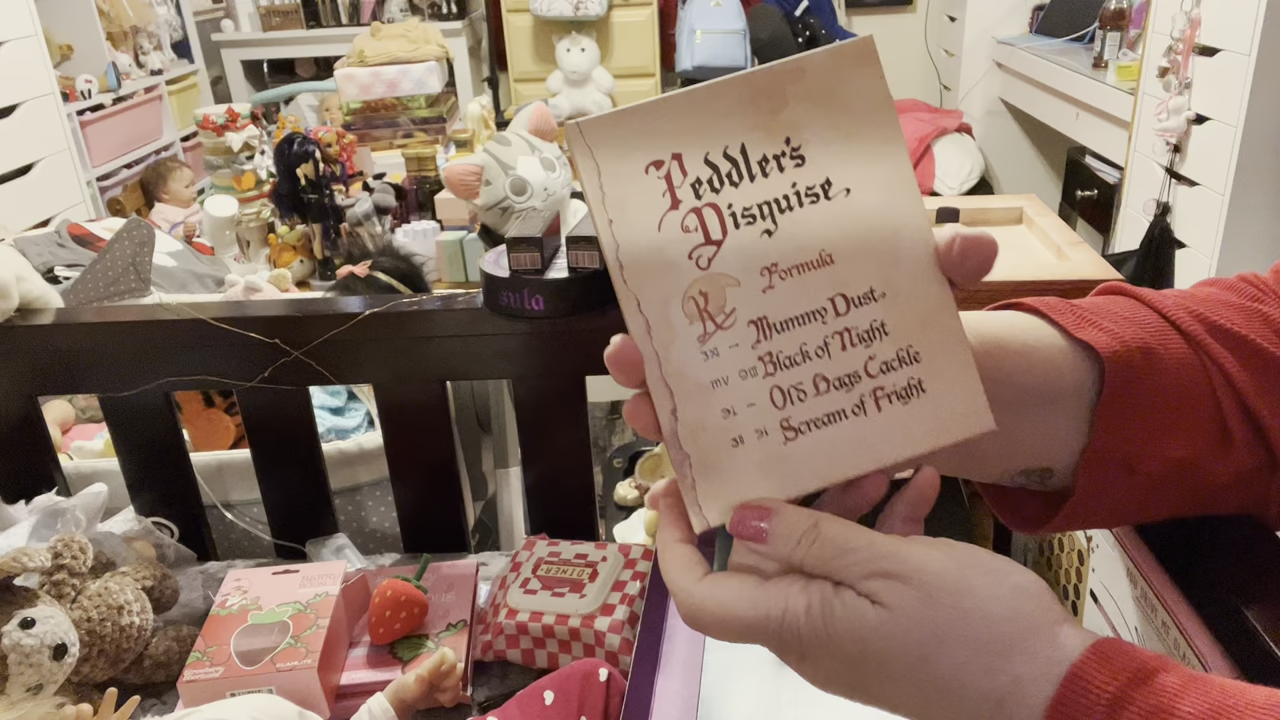 Peddler's
Disguise
Formula
Mummy Dust
Black of Night
Old Hags Cackle
Scream of Fright
sula
DINER